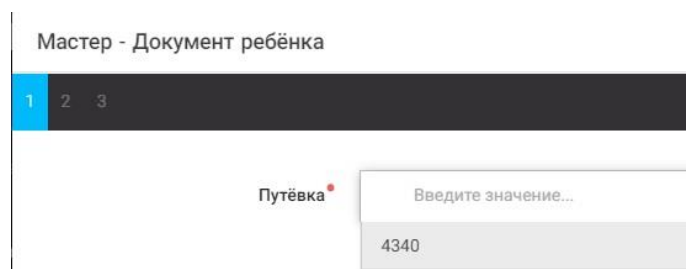 Мастер - Документ ребёнка
1 2 3
Путёвка
Введите значение...
4340